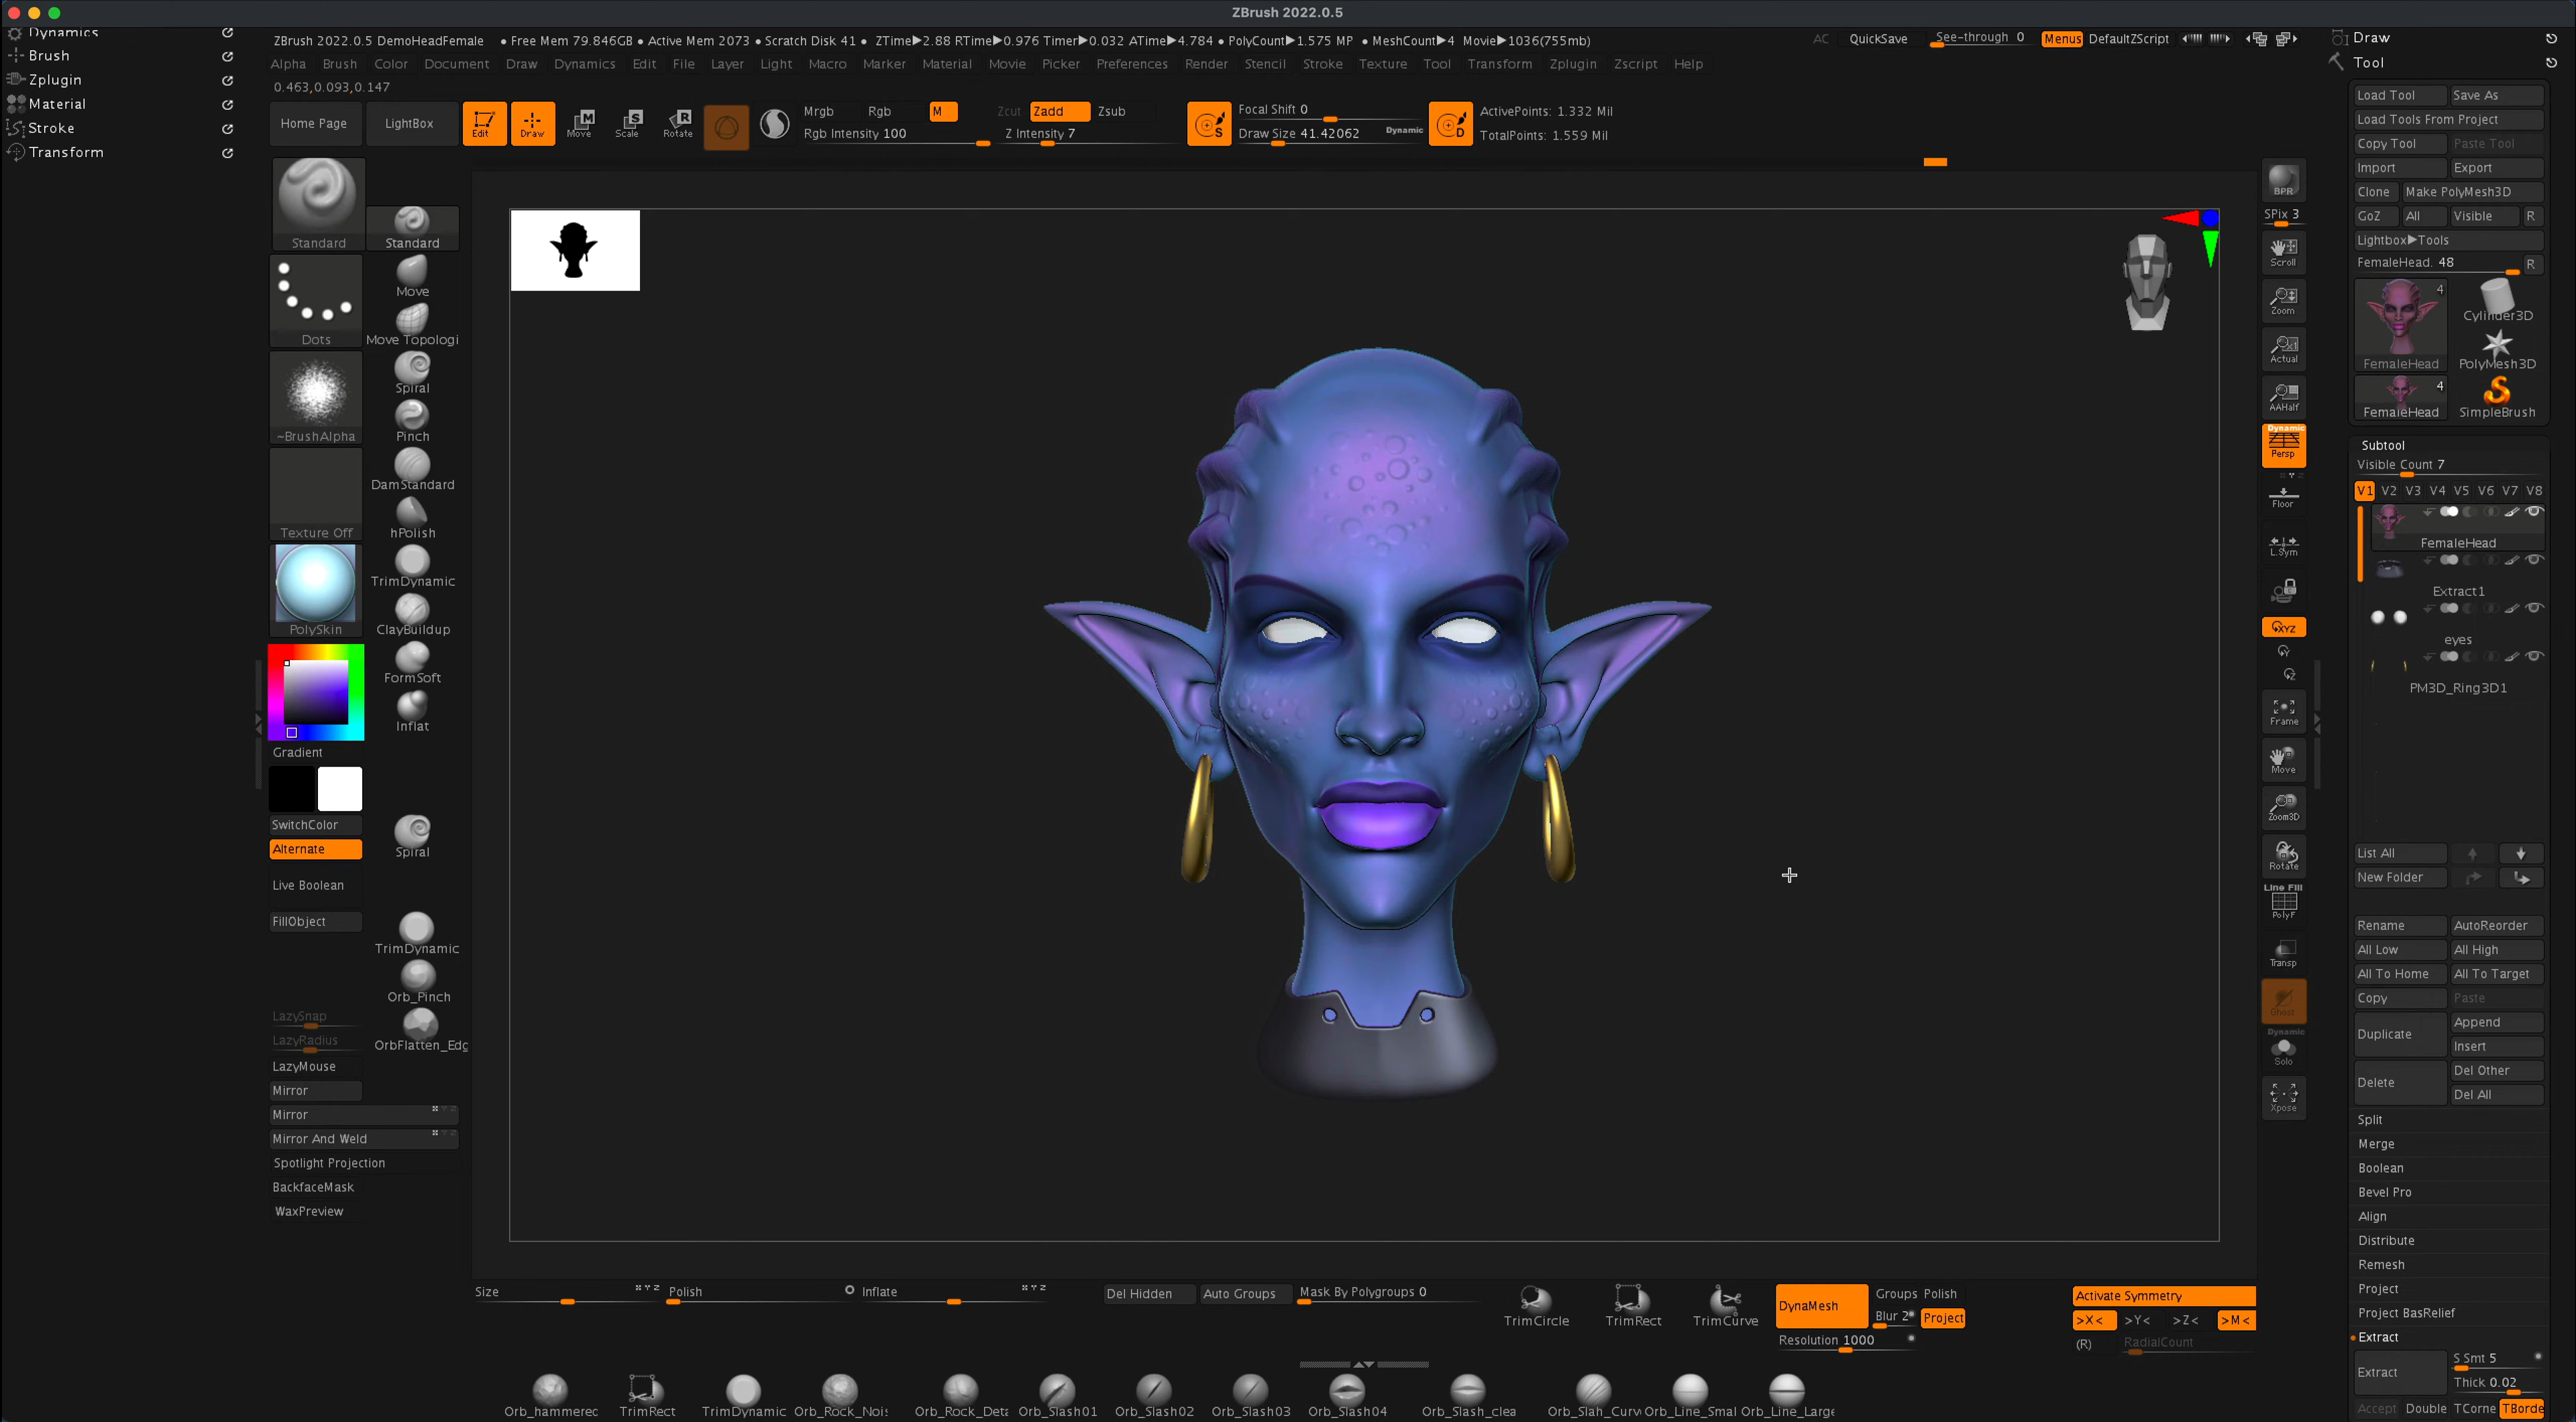 ZBrush 2022.0.5
Dynamics
Brush
Zplugin
Material
Stroke
Transform
ZBrush 2022.0.5 DemoHeadFemale • Free Mem 79.846GB • Active Mem 2073 • Scratch Disk 41 • ZTime▶2.88 RTime▶0.976 Timer▶0.032 ATime▶4.784 • PolyCount▶1.575 MP • MeshCount▶4 Movie▶1036(755mb)
AC QuickSave See-through 0 Menus DefaultZScript
Alpha Brush Color Document Draw Dynamics Edit File Layer Light Macro Marker Material Movie Picker Preferences Render Stencil Stroke Texture Tool Transform Zplugin Zscript Help
0.463,0.093,0.147
Home Page LightBox Edit Draw Move Scale Rotate
Mrgb Rgb M Zcut Zadd Zsub
Rgb Intensity 100 Z Intensity 7
Focal Shift 0
Draw Size 41.42062 Dynamic
ActivePoints: 1.332 Mil
TotalPoints: 1.559 Mil
Standard
Standard
Move
Dots
Move Topologi
Spiral
~BrushAlpha
Pinch
DamStandard
Texture Off
hPolish
TrimDynamic
PolySkin
ClayBuildup
FormSoft
Inflat
Gradient
SwitchColor
Alternate
Spiral
Live Boolean
FillObject
TrimDynamic
Orb_Pinch
LazySnap
LazyRadius
OrbFlatten_Edg
LazyMouse
Mirror
Mirror
Mirror And Weld
Spotlight Projection
BackfaceMask
WaxPreview
BPR
SPix 3
Scroll
Zoom
Actual
AAHalf
Dynamic
Persp
Floor
L.Sym
XYZ
Y
Z
Frame
Move
Zoom3D
Rotate
Line Fill
PolyF
Transp
Ghost
Dynamic
Solo
Xpose
Draw
Tool
Load Tool Save As
Load Tools From Project
Copy Tool Paste Tool
Import Export
Clone Make PolyMesh3D
GoZ All Visible R
Lightbox▶Tools
FemaleHead. 48 R
4
Cylinder3D
FemaleHead PolyMesh3D
4
FemaleHead SimpleBrush
Subtool
Visible Count 7
V1 V2 V3 V4 V5 V6 V7 V8
FemaleHead
Extract1
eyes
PM3D_Ring3D1
List All
New Folder
Rename AutoReorder
All Low All High
All To Home All To Target
Copy Paste
Duplicate Append
Insert
Delete Del Other
Del All
Split
Merge
Boolean
Bevel Pro
Align
Distribute
Remesh
Project
Project BasRelief
Extract
Extract S Smt 5
Thick 0.02
Accept Double TCorne TBorde
Size Polish Inflate
Del Hidden Auto Groups Mask By Polygroups 0
TrimCircle TrimRect TrimCurve
DynaMesh Groups Polish
Blur 2 Project
Resolution 1000
Activate Symmetry
>X< >Y< >Z< >M<
(R) RadialCount
Orb_hammerec TrimRect TrimDynamic Orb_Rock_Nois Orb_Rock_Deta Orb_Slash01 Orb_Slash02 Orb_Slash03 Orb_Slash04 Orb_Slash_clea Orb_Slah_Curv Orb_Line_Smal Orb_Line_Large